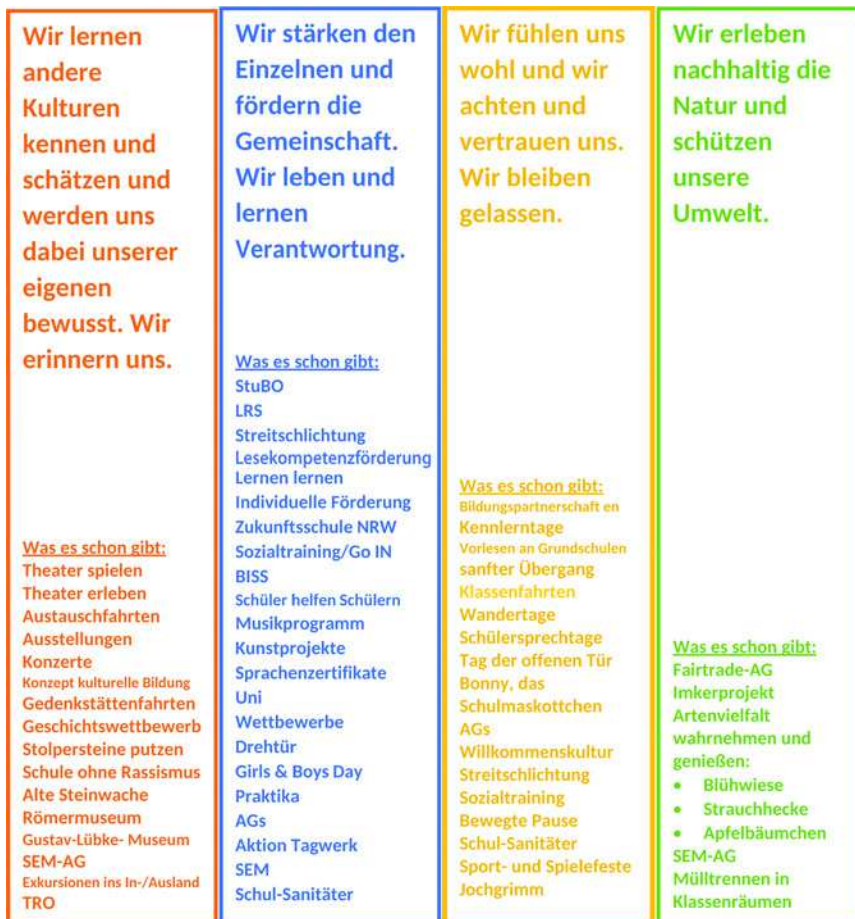 Wir lernen
andere
Kulturen
kennen und
schätzen und
werden uns
dabei unserer
eigenen
bewusst. Wir
erinnern uns.
Was es schon gibt:
Theater spielen
Theater erleben
Austauschfahrten
Ausstellungen
Konzerte
Konzept kulturelle Bildung
Gedenkstättenfahrten
Geschichtswettbewerb
Stolpersteine putzen
Schule ohne Rassismus
Alte Steinwache
Römermuseum
Gustav-Lübke- Museum
SEM-AG
Exkursionen ins In-/Ausland
TRO
Wir stärken den
Einzelnen und
fördern die
Gemeinschaft.
Wir leben und
lernen
Verantwortung.
Was es schon gibt:
StuBO
LRS
Streitschlichtung
Lesekompetenzförderung
Lernen lernen
Individuelle Förderung
Zukunftsschule NRW
Sozialtraining/Go IN
BISS
Schüler helfen Schülern
Musikprogramm
Kunstprojekte
Sprachenzertifikate
Uni
Wettbewerbe
Drehtür
Girls & Boys Day
Praktika
AGs
Aktion Tagwerk
SEM
Schul-Sanitäter
Wir fühlen uns
wohl und wir
achten und
vertrauen uns.
Wir bleiben
gelassen.
Was es schon gibt:
Bildungspartnerschaft en
Kennlerntage
Vorlesen an Grundschulen
sanfter Übergang
Klassenfahrten
Wandertage
Schülersprechtage
Tag der offenen Tür
Bonny, das
Schulmaskottchen
AGs
Willkommenskultur
Streitschlichtung
Sozialtraining
Bewegte Pause
Schul-Sanitäter
Sport- und Spielefeste
Jochgrimm
Wir erleben
nachhaltig die
Natur und
schützen
unsere
Umwelt.
Was es schon gibt:
Fairtrade-AG
Imkerprojekt
Artenvielfalt
wahrnehmen und
genießen:
• Blühwiese
• Strauchhecke
• Apfelbäumchen
SEM-AG
Mülltrennen in
Klassenräumen